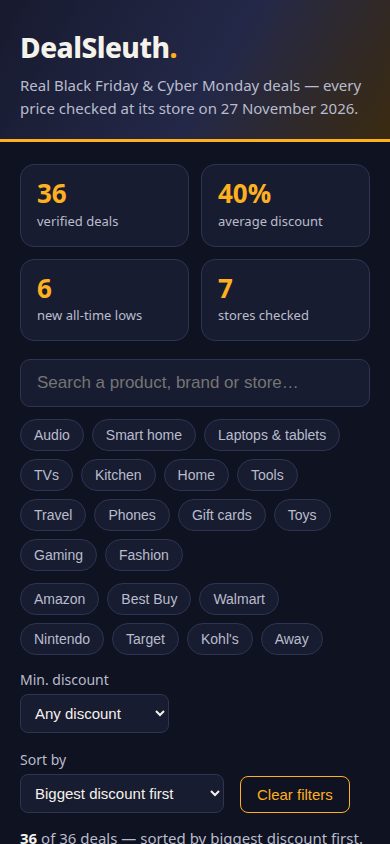 DealSleuth.
Real Black Friday & Cyber Monday deals — every
price checked at its store on 27 November 2026.
36
verified deals
40%
average discount
6
new all-time lows
7
stores checked
Search a product, brand or store…
Audio Smart home Laptops & tablets
TVs Kitchen Home Tools
Travel Phones Gift cards Toys
Gaming Fashion
Amazon Best Buy Walmart
Nintendo Target Kohl's Away
Min. discount
Any discount
Sort by
Biggest discount first Clear filters
36 of 36 deals — sorted by biggest discount first.